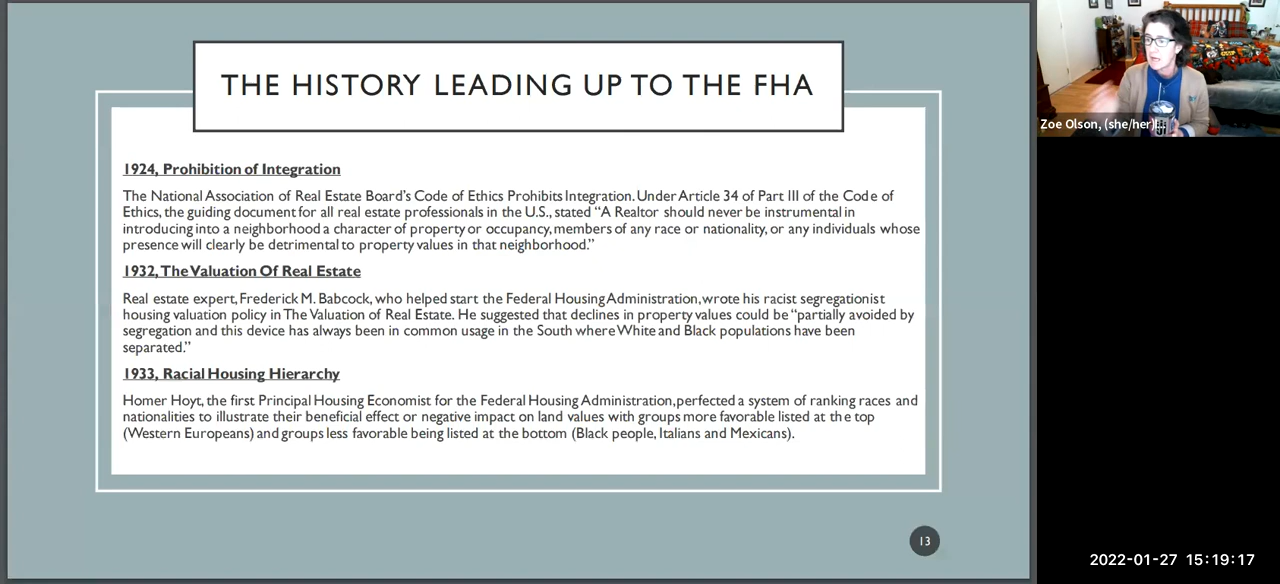 THE HISTORY LEADING UP TO THE FHA
1924, Prohibition of Integration
The National Association of Real Estate Board's Code of Ethics Prohibits Integration. Under Article 34 of Part III of the Code of
Ethics, the guiding document for all real estate professionals in the U.S., stated “A Realtor should never be instrumental in
introducing into a neighborhood a character of property or occupancy, members of any race or nationality, or any individuals whose
presence will clearly be detrimental to property values in that neighborhood.”
1932, The Valuation Of Real Estate
Real estate expert, Frederick M. Babcock, who helped start the Federal Housing Administration, wrote his racist segregationist
housing valuation policy in The Valuation of Real Estate. He suggested that declines in property values could be “partially avoided by
segregation and this device has always been in common usage in the South where White and Black populations have been
separated.”
1933, Racial Housing Hierarchy
Homer Hoyt, the first Principal Housing Economist for the Federal Housing Administration, perfected a system of ranking races and
nationalities to illustrate their beneficial effect or negative impact on land values with groups more favorable listed at the top
(Western Europeans) and groups less favorable being listed at the bottom (Black people, Italians and Mexicans).
13
Zoe Olson, (she/her)
2022-01-27 15:19:17